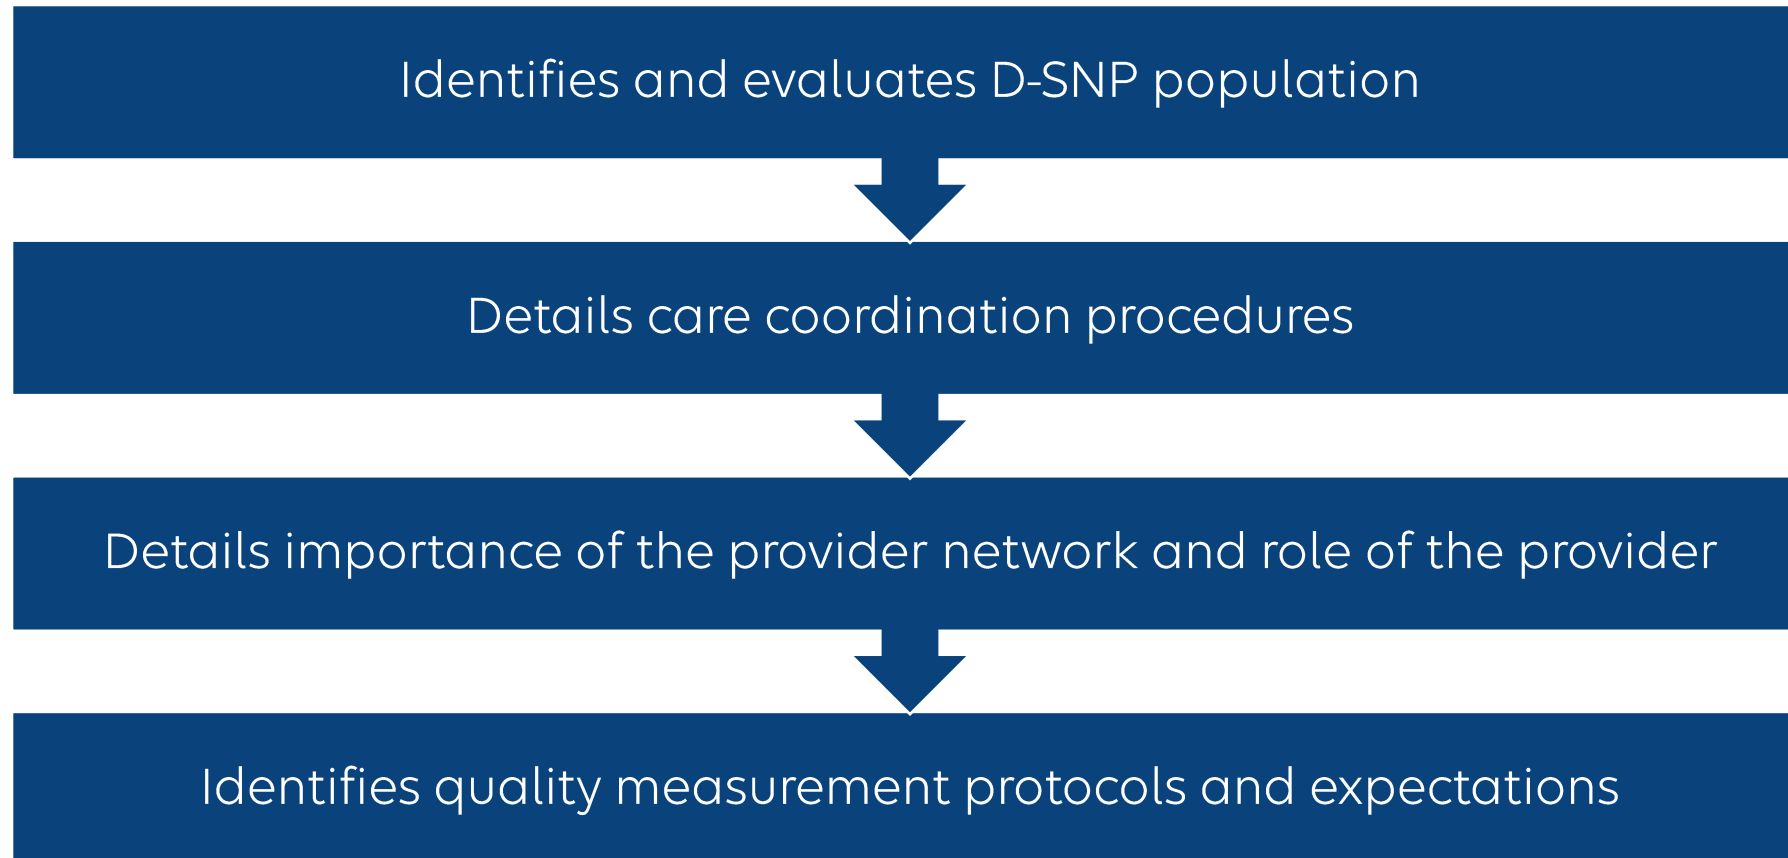 Identifies and evaluates D-SNP population
Details care coordination procedures
Details importance of the provider network and role of the provider
Identifies quality measurement protocols and expectations